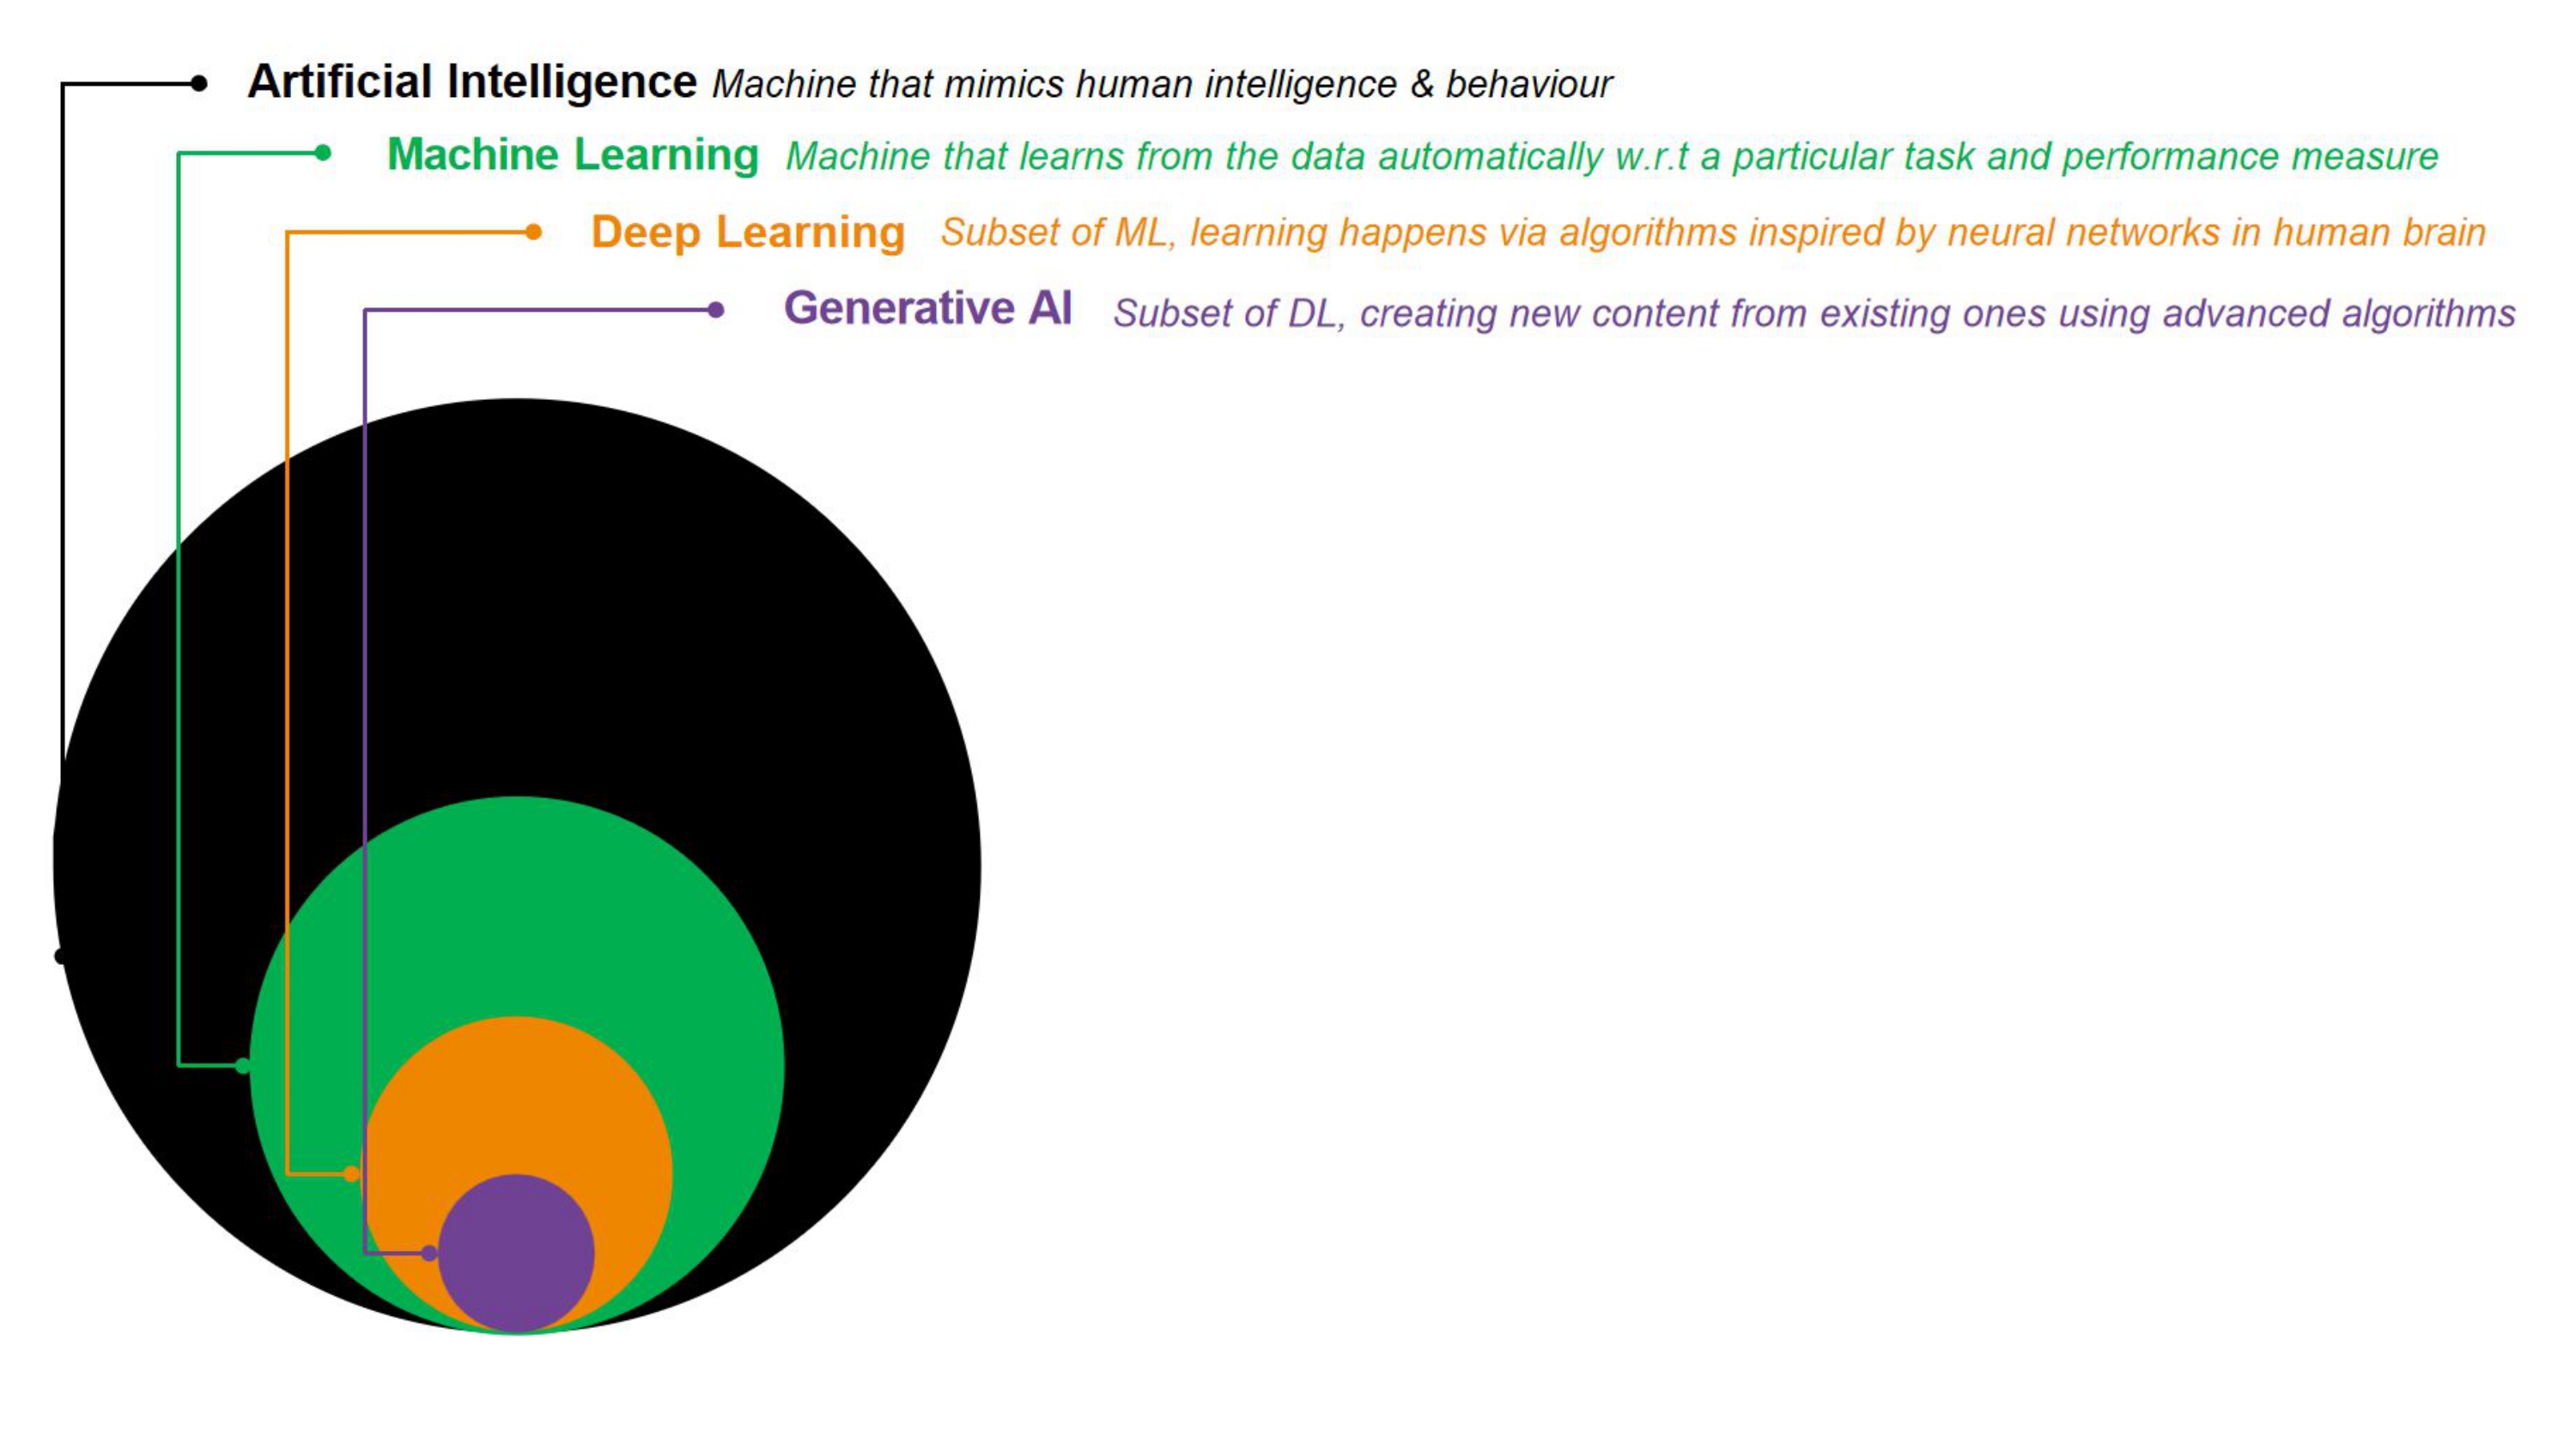 Artificial Intelligence Machine that mimics human intelligence & behaviour
Machine Learning Machine that learns from the data automatically w.r.t a particular task and performance measure
Deep Learning Subset of ML, learning happens via algorithms inspired by neural networks in human brain
Generative AI Subset of DL, creating new content from existing ones using advanced algorithms